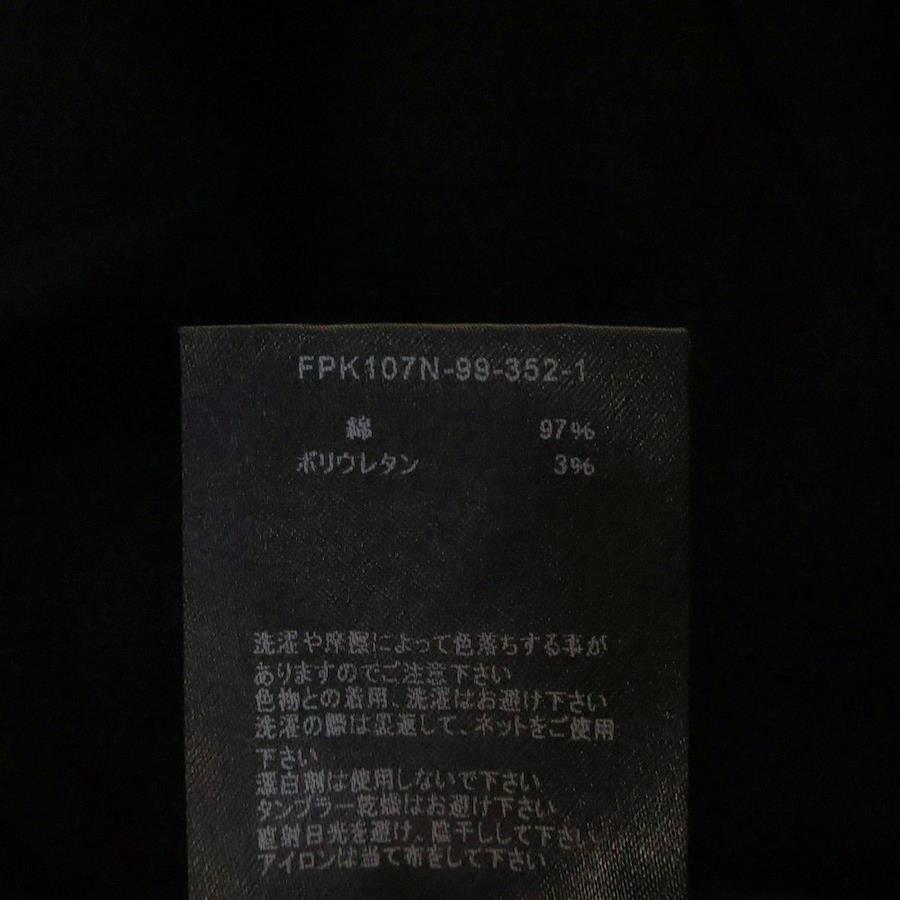 FPK107N-99-352-1
綿 97%
ポリウレタン 3%
洗濯や摩擦によって色落ちする事が
ありますのでご注意下さい
色物との着用、洗濯はお避け下さい
洗濯の際は裏返して、ネットをご使用
下さい
漂白剤は使用しないで下さい
タンブラー乾燥はお避け下さい
直射日光を避け、陰干しして下さい
アイロンは当て布をして下さい